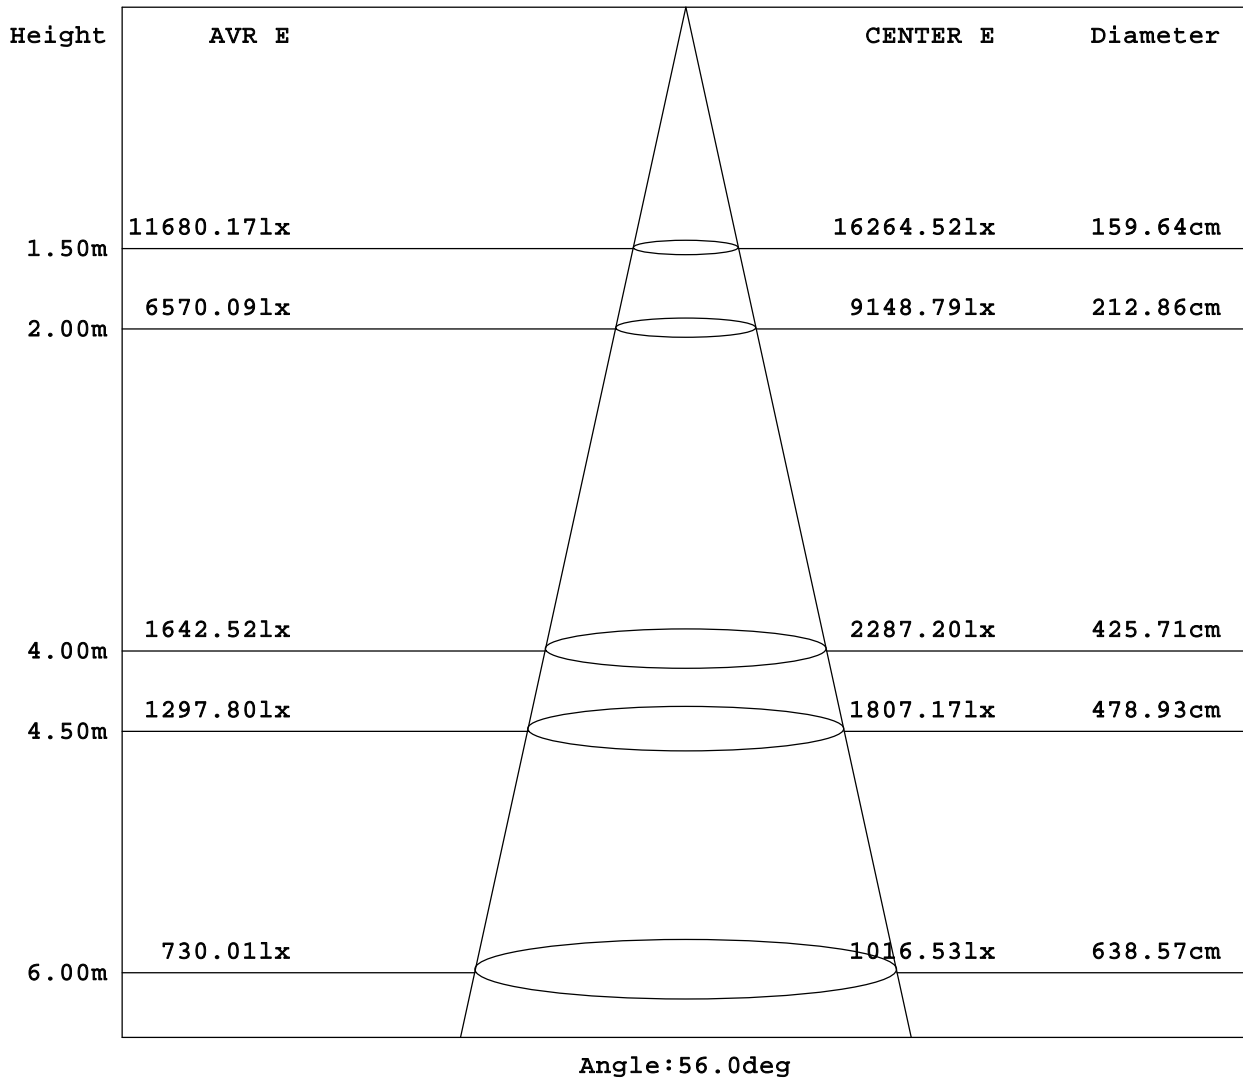 Height AVR E CENTER E Diameter
11680.17lx 16264.52lx 159.64cm
1.50m
6570.09lx 9148.79lx 212.86cm
2.00m
1642.52lx 2287.20lx 425.71cm
4.00m
1297.80lx 1807.17lx 478.93cm
4.50m
730.01lx 1016.53lx 638.57cm
6.00m
Angle:56.0deg